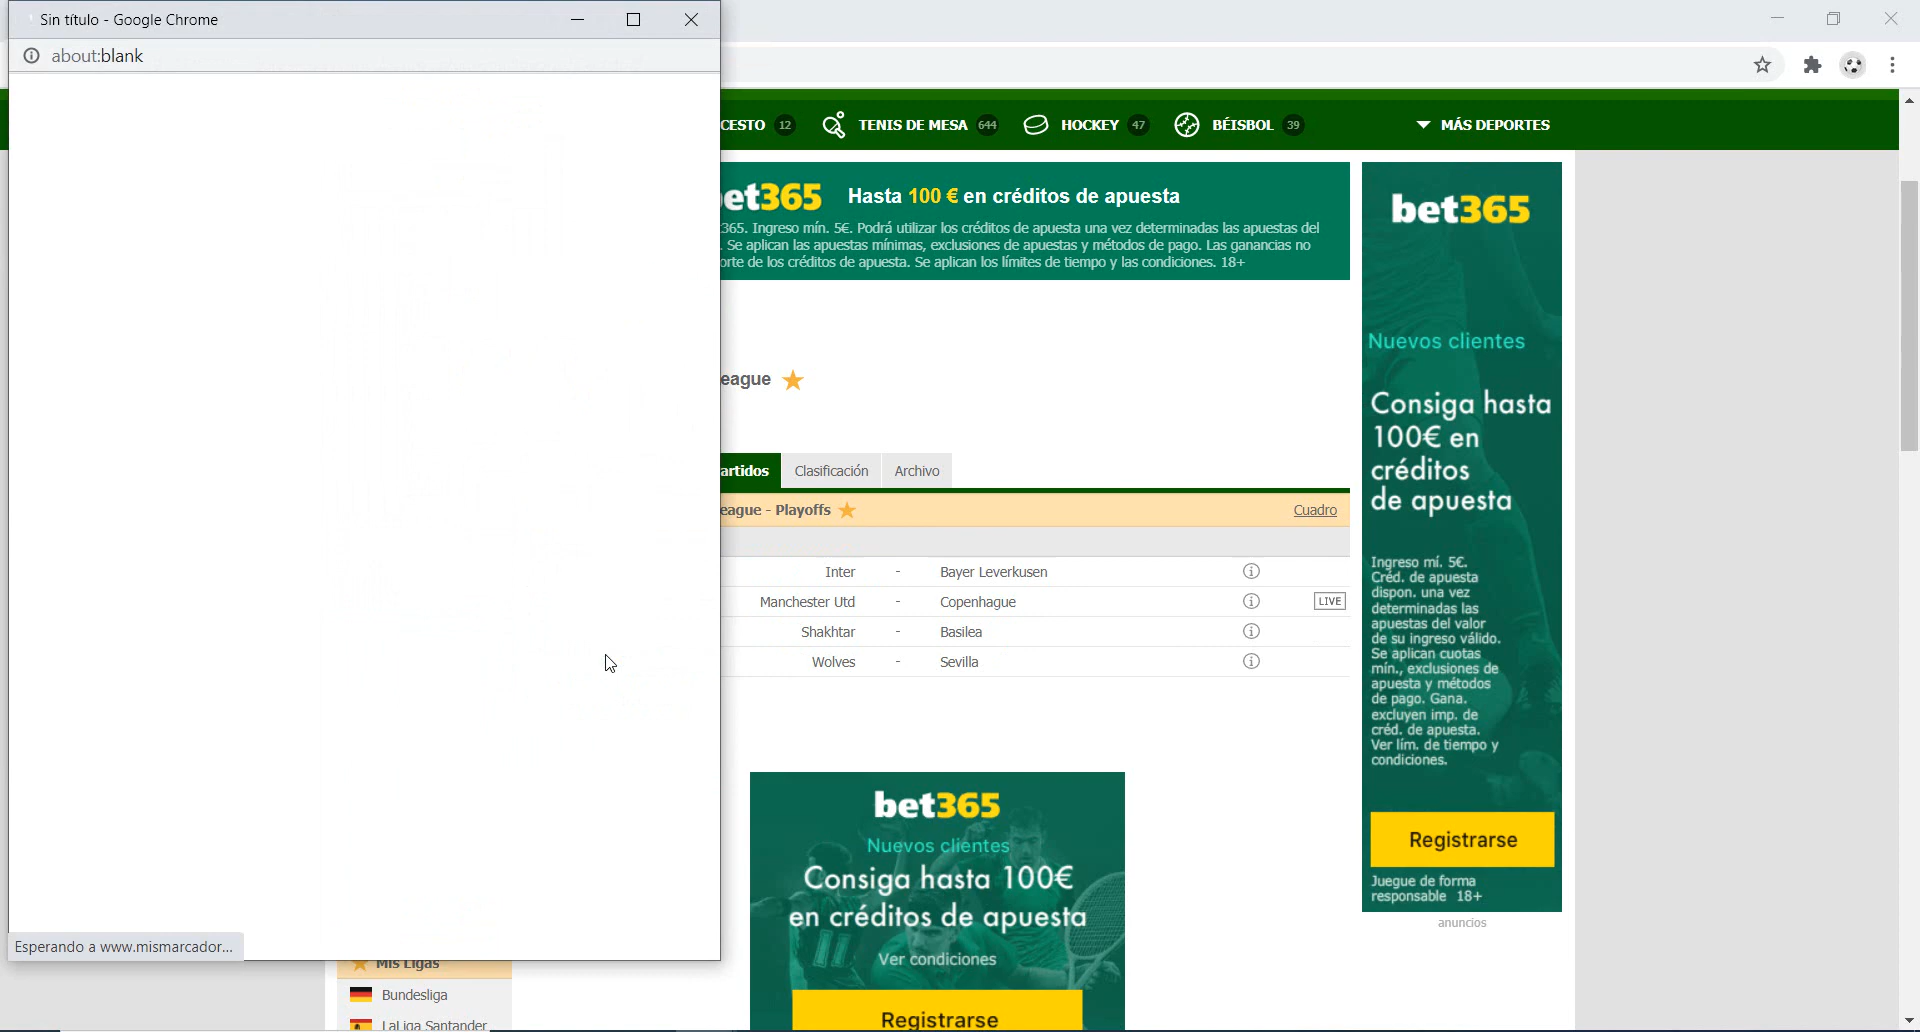 Sin título - Google Chrome
about:blank
CESTO 12 TENIS DE MESA 644 HOCKEY 47 BÉISBOL 39 MÁS DEPORTES
et365 Hasta 100 € en créditos de apuesta
365. Ingreso mín. 5€. Podrá utilizar los créditos de apuesta una vez determinadas las apuestas del
. Se aplican las apuestas mínimas, exclusiones de apuestas y métodos de pago. Las ganancias no
orte de los créditos de apuesta. Se aplican los límites de tiempo y las condiciones. 18+
eague
artidos Clasificación Archivo
eague - Playoffs Cuadro
Inter - Bayer Leverkusen
Manchester Utd - Copenhague LIVE
Shakhtar - Basilea
Wolves - Sevilla
bet365
Nuevos clientes
Consiga hasta 100€
en créditos de apuesta
Ver condiciones
Registrarse
bet365
Nuevos clientes
Consiga hasta
100€ en
créditos
de apuesta
Ingreso mí. 5€.
Créd. de apuesta
dispon. una vez
determinadas las
apuestas del valor
de su ingreso válido.
Se aplican cuotas
mín., exclusiones de
apuesta y métodos
de pago. Gana.
excluyen imp. de
créd. de apuesta.
Ver lím. de tiempo y
condiciones.
Registrarse
Juegue de forma
responsable 18+
anuncios
Esperando a www.mismarcador...
Mis Ligas
Bundesliga
LaLiga Santander